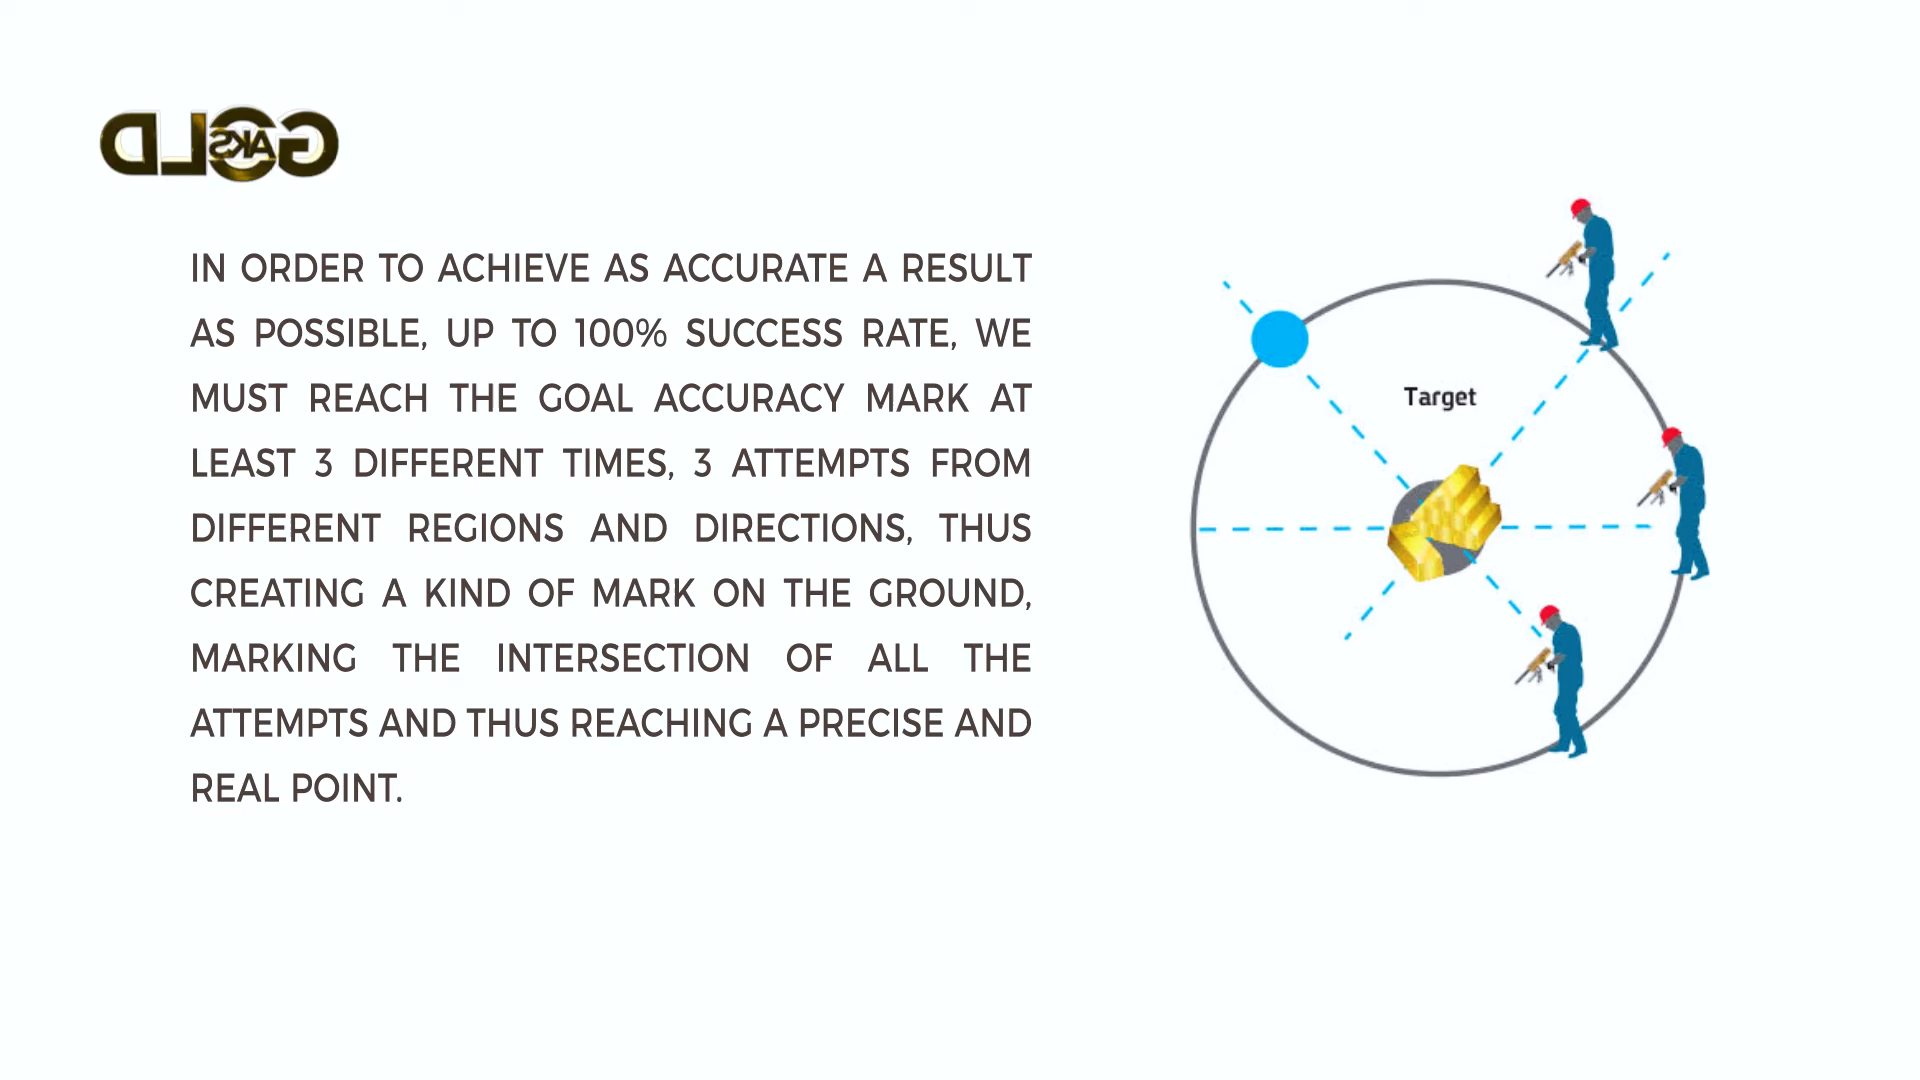 GOLD
AKS
IN ORDER TO ACHIEVE AS ACCURATE A RESULT
AS POSSIBLE, UP TO 100% SUCCESS RATE, WE
MUST REACH THE GOAL ACCURACY MARK AT
LEAST 3 DIFFERENT TIMES, 3 ATTEMPTS FROM
DIFFERENT REGIONS AND DIRECTIONS, THUS
CREATING A KIND OF MARK ON THE GROUND,
MARKING THE INTERSECTION OF ALL THE
ATTEMPTS AND THUS REACHING A PRECISE AND
REAL POINT.
Target